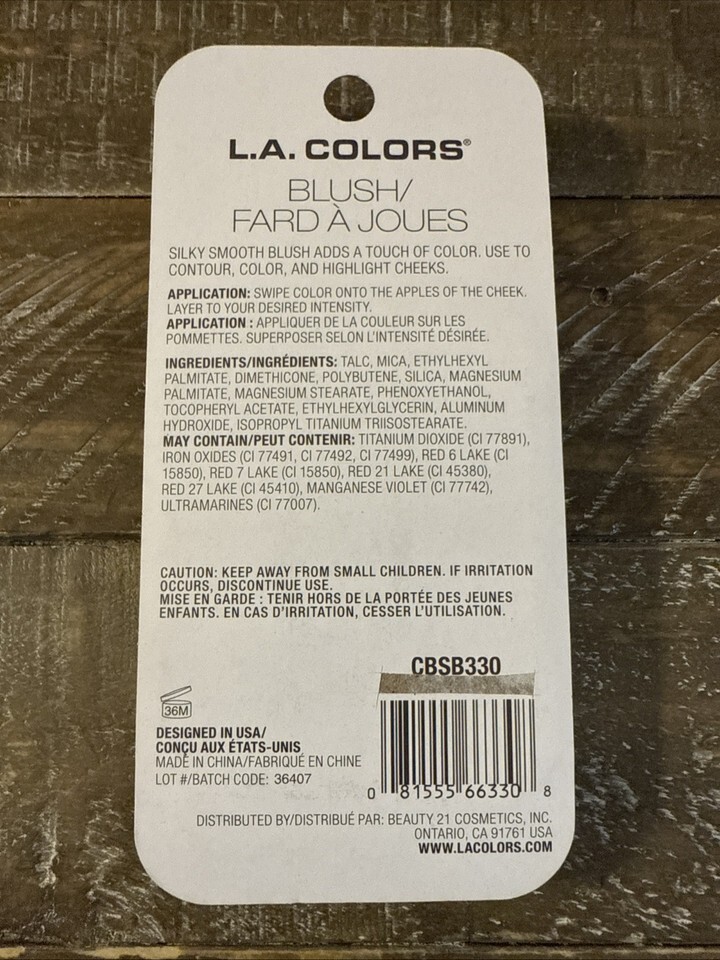 L.A. COLORS®
BLUSH/
FARD À JOUES
SILKY SMOOTH BLUSH ADDS A TOUCH OF COLOR. USE TO
CONTOUR, COLOR, AND HIGHLIGHT CHEEKS.
APPLICATION: SWIPE COLOR ONTO THE APPLES OF THE CHEEK.
LAYER TO YOUR DESIRED INTENSITY.
APPLICATION : APPLIQUER DE LA COULEUR SUR LES
POMMETTES. SUPERPOSER SELON L'INTENSITÉ DÉSIRÉE.
INGREDIENTS/INGRÉDIENTS: TALC, MICA, ETHYLHEXYL
PALMITATE, DIMETHICONE, POLYBUTENE, SILICA, MAGNESIUM
PALMITATE, MAGNESIUM STEARATE, PHENOXYETHANOL,
TOCOPHERYL ACETATE, ETHYLHEXYLGLYCERIN, ALUMINUM
HYDROXIDE, ISOPROPYL TITANIUM TRIISOSTEARATE.
MAY CONTAIN/PEUT CONTENIR: TITANIUM DIOXIDE (CI 77891),
IRON OXIDES (CI 77491, CI 77492, CI 77499), RED 6 LAKE (CI
15850), RED 7 LAKE (CI 15850), RED 21 LAKE (CI 45380),
RED 27 LAKE (CI 45410), MANGANESE VIOLET (CI 77742),
ULTRAMARINES (CI 77007).
CAUTION: KEEP AWAY FROM SMALL CHILDREN. IF IRRITATION
OCCURS, DISCONTINUE USE.
MISE EN GARDE : TENIR HORS DE LA PORTÉE DES JEUNES
ENFANTS. EN CAS D'IRRITATION, CESSER L'UTILISATION.
CBSB330
36M
DESIGNED IN USA/
CONÇU AUX ÉTATS-UNIS
MADE IN CHINA/FABRIQUÉ EN CHINE
LOT #/BATCH CODE: 36407
0 81555 66330 8
DISTRIBUTED BY/DISTRIBUÉ PAR: BEAUTY 21 COSMETICS, INC.
ONTARIO, CA 91761 USA
WWW.LACOLORS.COM